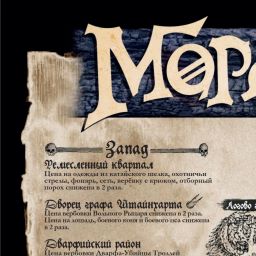 Запад
Ремесленный квартал
Цена на одежды из катайского шелка, охотничьи
стрелы, фонарь, сеть, верёвку с крюком, отборный
порох снижена в 2 раза.
Дворец графа Штайнхарта
Цена вербовки Вольного Рыцаря снижена в 2 раза.
Цена на лошадь, боевого коня и боевого пса снижена
в 2 раза.
Логово
Дварфийский район
Цена вербовки Дварфа-Убийцы Троллей